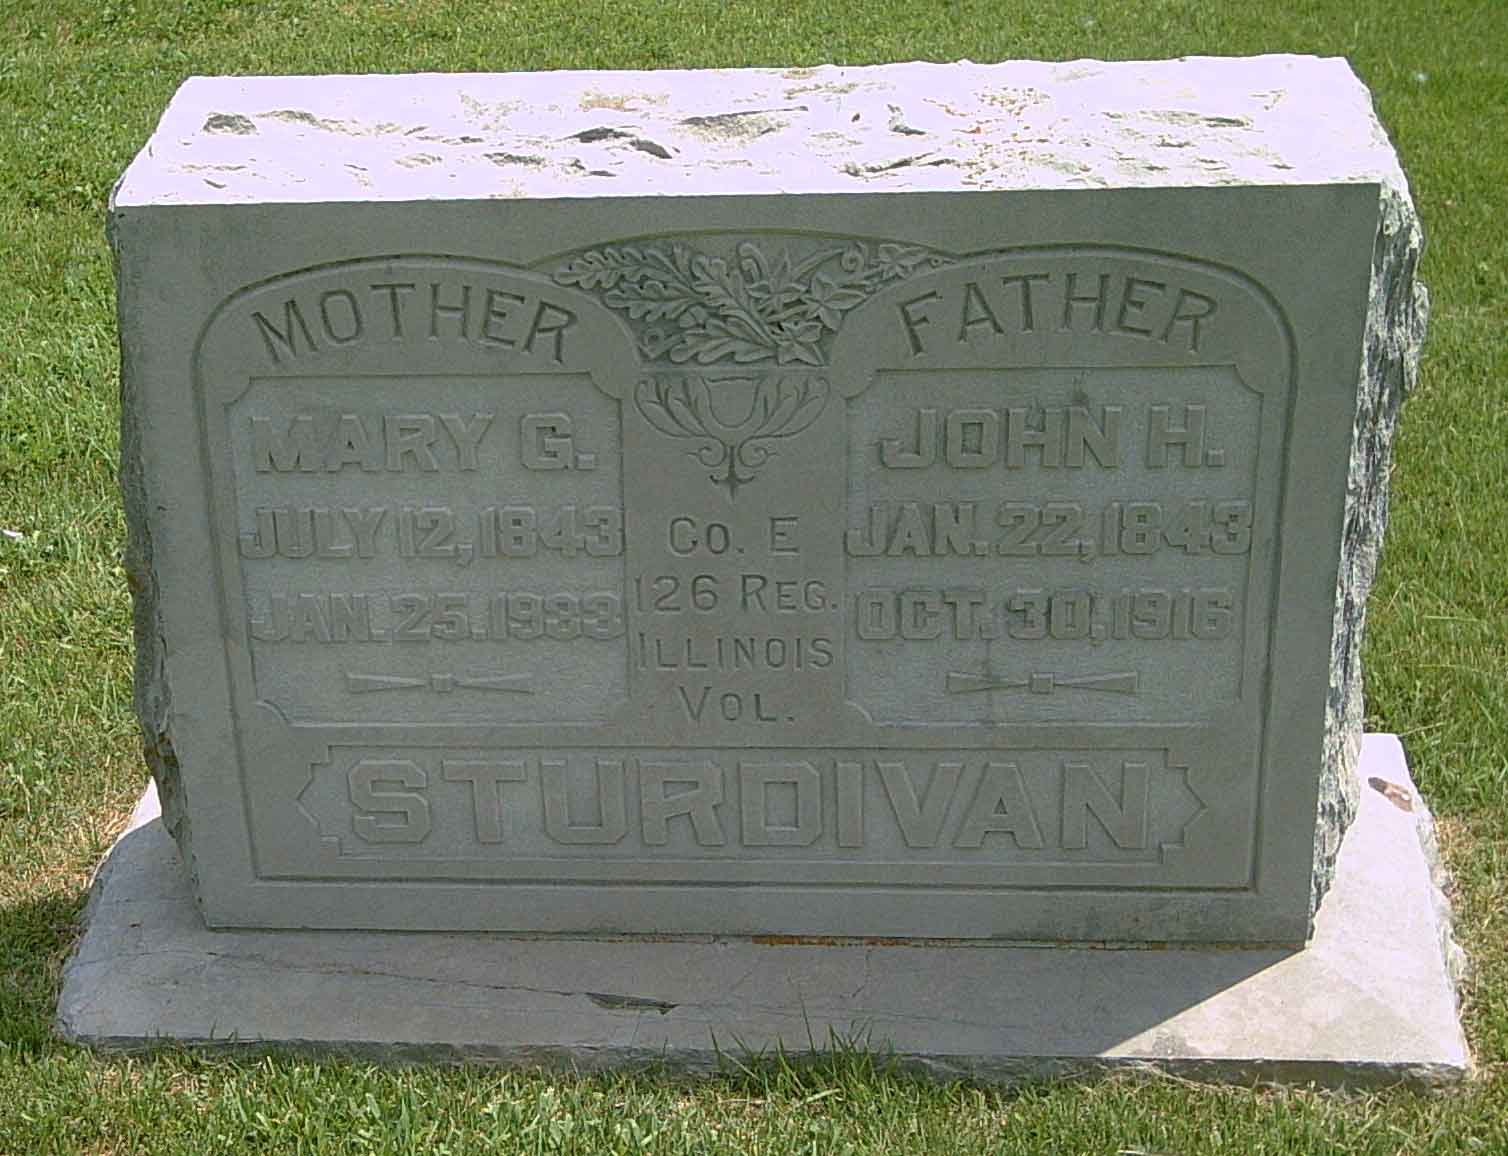 MOTHER
MARY G.
JULY 12, 1843
JAN. 25. 1933
Co. E
126 REG.
ILLINOIS
VOL.
FATHER
JOHN H.
JAN. 22, 1843
OCT. 30, 1916
STURDIVAN